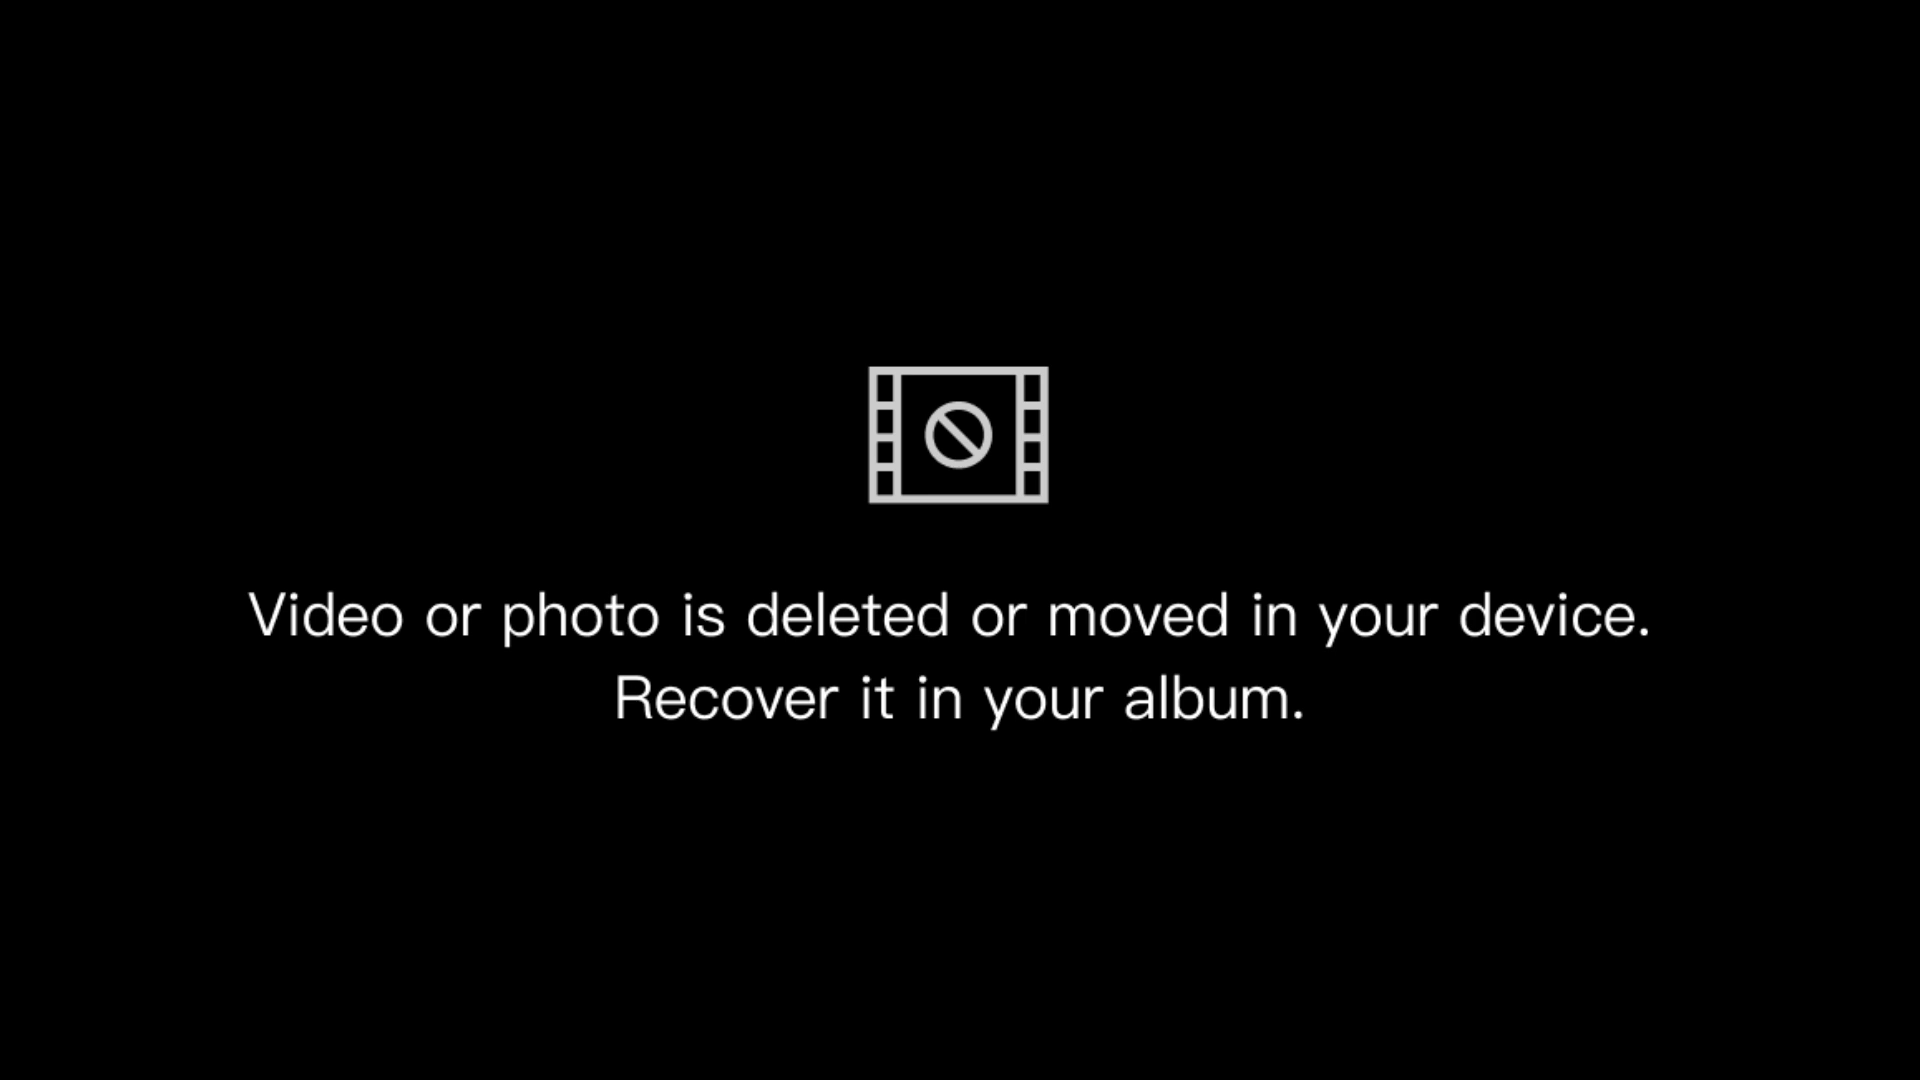 Video or photo is deleted or moved in your device.
Recover it in your album.